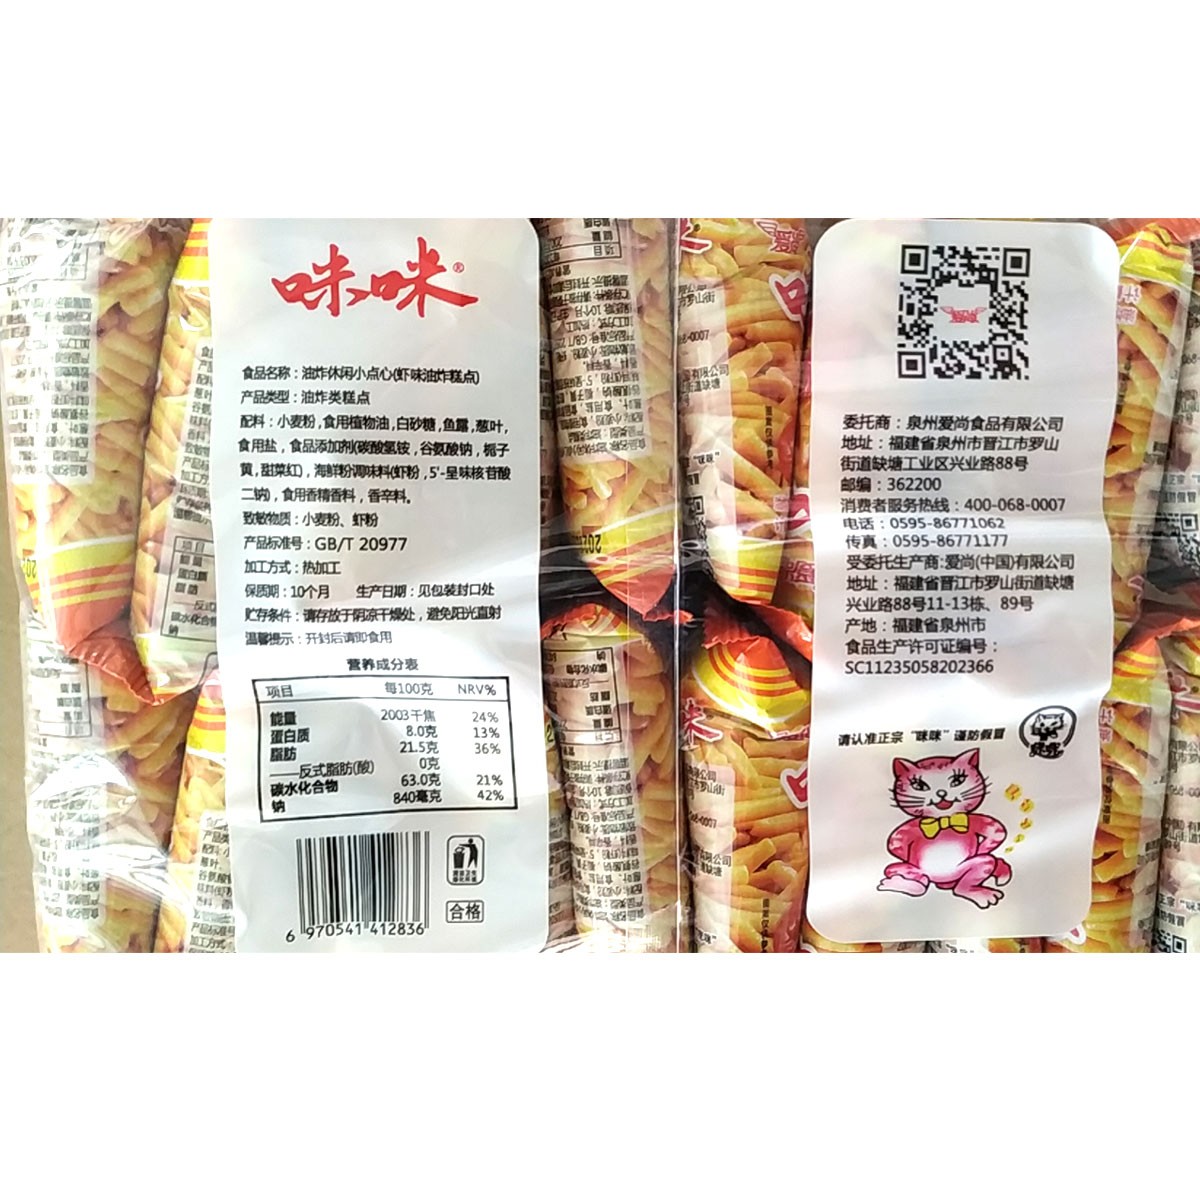 咪咪®
食品名称：油炸休闲小点心(虾味油炸糕点)
产品类型：油炸类糕点
配料：小麦粉，食用植物油，白砂糖，鱼露，葱叶，
食用盐，食品添加剂(碳酸氢铵，谷氨酸钠，栀子
黄，甜菜红)，海鲜粉调味料(虾粉，5'-呈味核苷酸
二钠)，食用香精香料，香辛料。
致敏物质：小麦粉、虾粉
产品标准号：GB/T 20977
加工方式：热加工
保质期：10个月 生产日期：见包装封口处
贮存条件：请存放于阴凉干燥处，避免阳光直射
温馨提示：开封后请即食用
营养成分表
项目 每100克 NRV%
能量 2003千焦 24%
蛋白质 8.0克 13%
脂肪 21.5克 36%
——反式脂肪(酸) 0克
碳水化合物 63.0克 21%
钠 840毫克 42%
合格
6 970541 412836
委托商：泉州爱尚食品有限公司
地址：福建省泉州市晋江市罗山
街道缺塘工业区兴业路88号
邮编：362200
消费者服务热线：400-068-0007
电话：0595-86771062
传真：0595-86771177
受委托生产商:爱尚(中国)有限公司
地址：福建省晋江市罗山街道缺塘
兴业路88号11-13栋、89号
产地：福建省泉州市
食品生产许可证编号：
SC11235058202366
请认准正宗"咪咪"谨防假冒